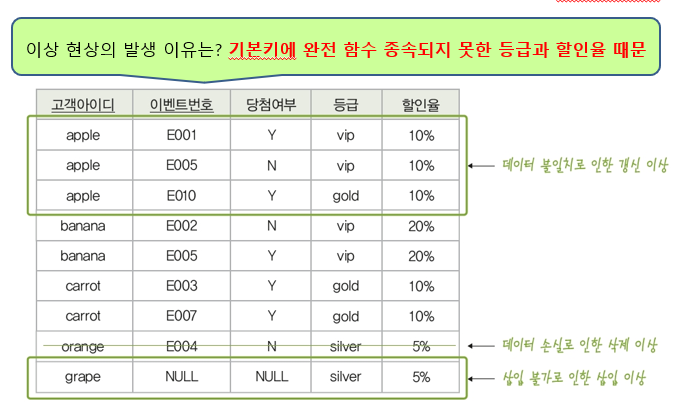 이상 현상의 발생 이유는? 기본키에 완전 함수 종속되지 못한 등급과 할인율 때문
고객아이디 이벤트번호 당첨여부 등급 할인율
apple E001 Y vip 10%
apple E005 N vip 10%
apple E010 Y gold 10%
데이터 불일치로 인한 갱신 이상
banana E002 N vip 20%
banana E005 Y vip 20%
carrot E003 Y gold 10%
carrot E007 Y gold 10%
orange E004 N silver 5%
데이터 손실로 인한 삭제 이상
grape NULL NULL silver 5%
삽입 불가로 인한 삽입 이상